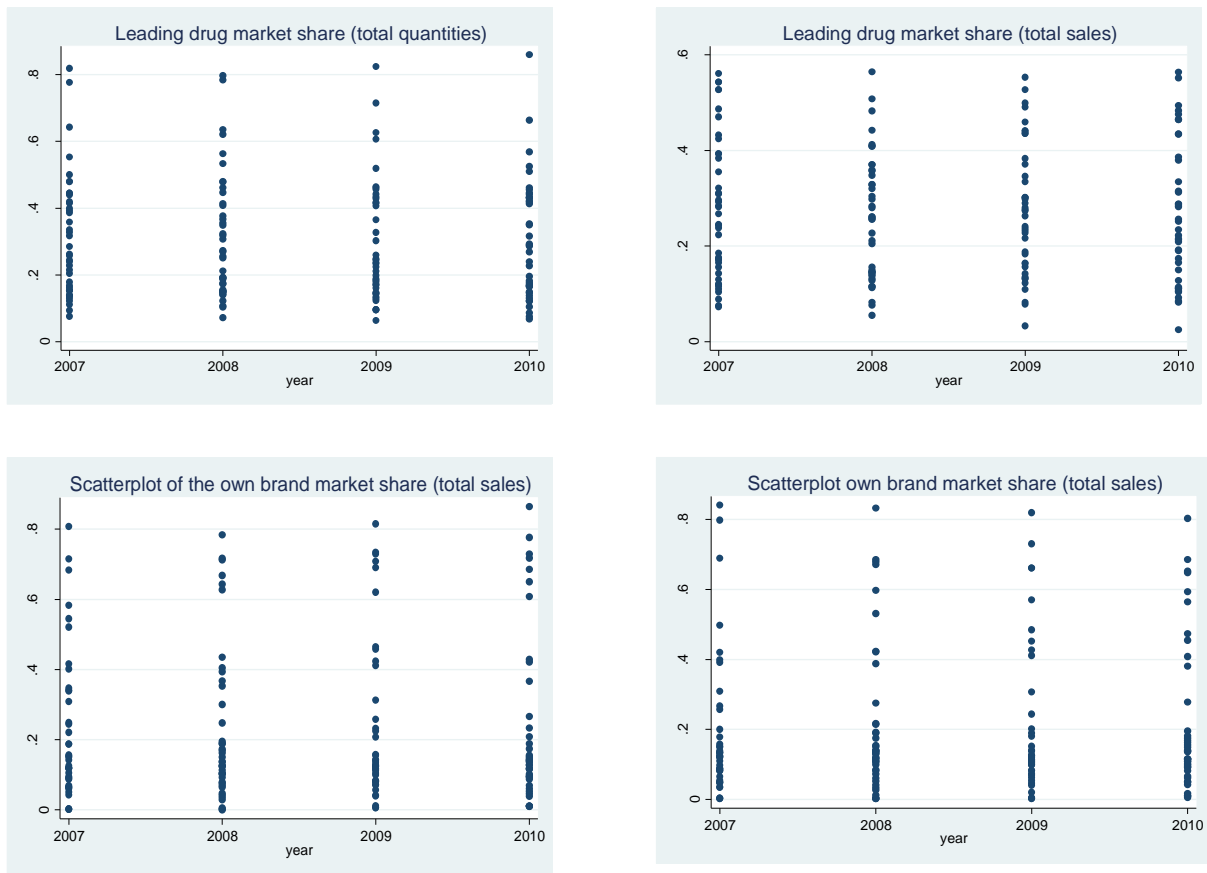 Leading drug market share (total quantities)
.8
.6
.4
.2
0
2007 2008 2009 2010
year
Leading drug market share (total sales)
.6
.4
.2
0
2007 2008 2009 2010
year
Scatterplot of the own brand market share (total sales)
.8
.6
.4
.2
0
2007 2008 2009 2010
year
Scatterplot own brand market share (total sales)
.8
.6
.4
.2
0
2007 2008 2009 2010
year